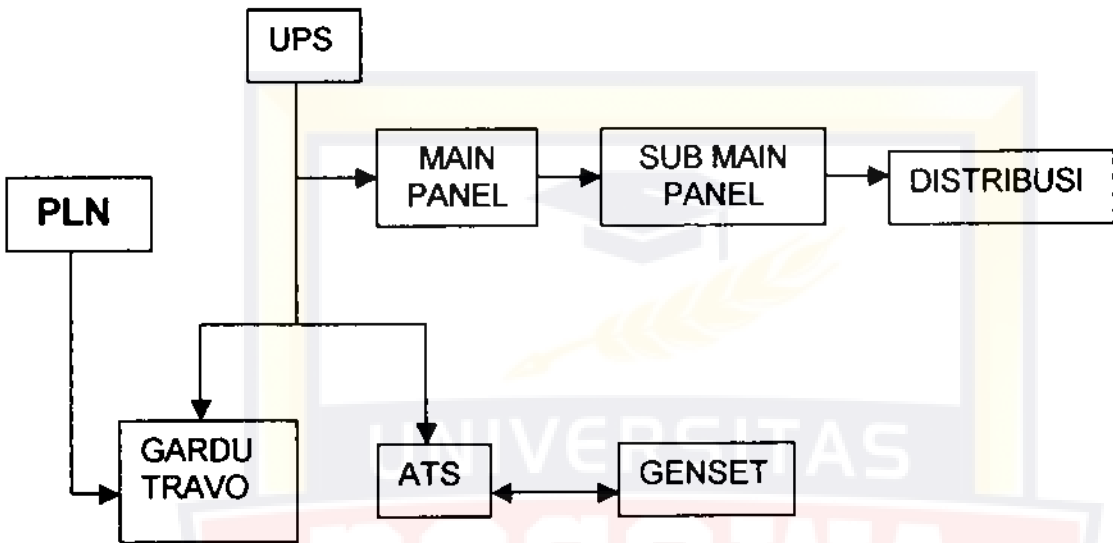 UPS
MAIN
PANEL
SUB MAIN
PANEL
DISTRIBUSI
PLN
GARDU
TRAVO
ATS
GENSET
UNIVERSITAS